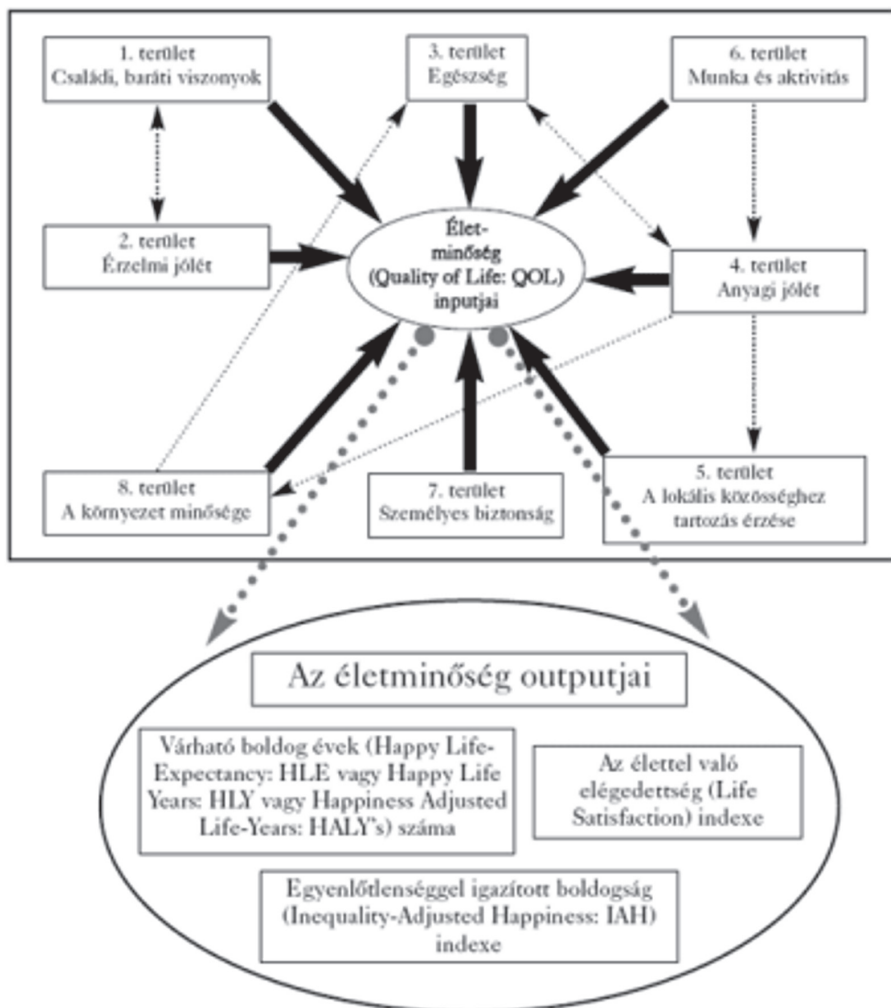 1. terület
Családi, baráti viszonyok
3. terület
Egészség
6. terület
Munka és aktivitás
2. terület
Érzelmi jólét
Élet-
minőség
(Quality of Life: QOL)
inputjai
4. terület
Anyagi jólét
8. terület
A környezet minősége
7. terület
Személyes biztonság
5. terület
A lokális közösséghez
tartozás érzése
Az életminőség outputjai
Várható boldog évek (Happy Life-
Expectancy: HLE vagy Happy Life
Years: HLY vagy Happiness Adjusted
Life-Years: HALY's) száma
Az élettel való
elégedettség (Life
Satisfaction) indexe
Egyenlőtlenséggel igazított boldogság
(Inequality-Adjusted Happiness: IAH)
indexe